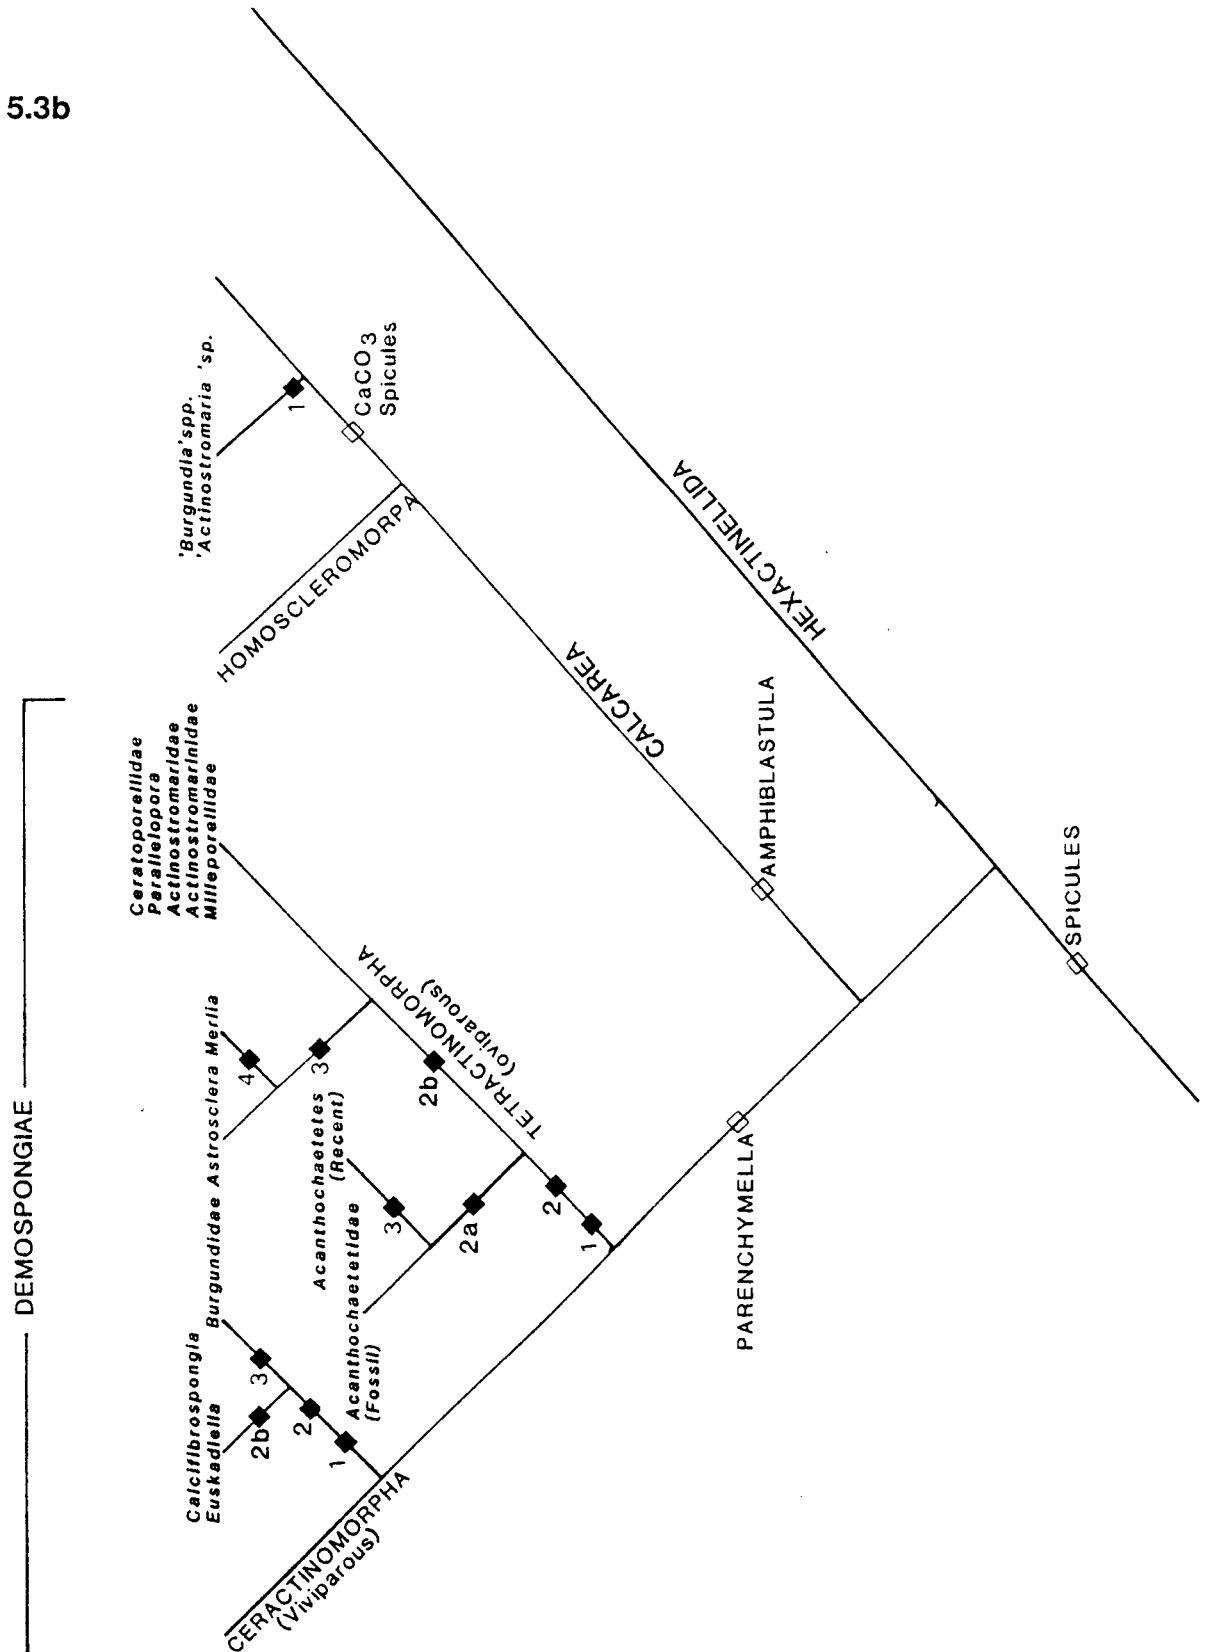 5.3b
DEMOSPONGIAE
CERACTINOMORPHA
(Viviparous)
Calcifibrospongia
Euskadiella
1
2
2b
3
Burgundidae Astrosclera Merlia
Acanthochaetetidae
(Fossil)
Acanthochaetetes
(Recent)
1
2
2a
3
2b
3
4
TETRACTINOMORPHA
(oviparous)
Ceratoporellidae
Parallelopora
Actinostromaridae
Actinostromarinidae
Milleporellidae
HOMOSCLEROMORPA
'Burgundia'spp.
'Actinostromaria 'sp.
1
CaCO3
Spicules
CALCAREA
HEXACTINELLIDA
PARENCHYMELLA
AMPHIBLASTULA
SPICULES